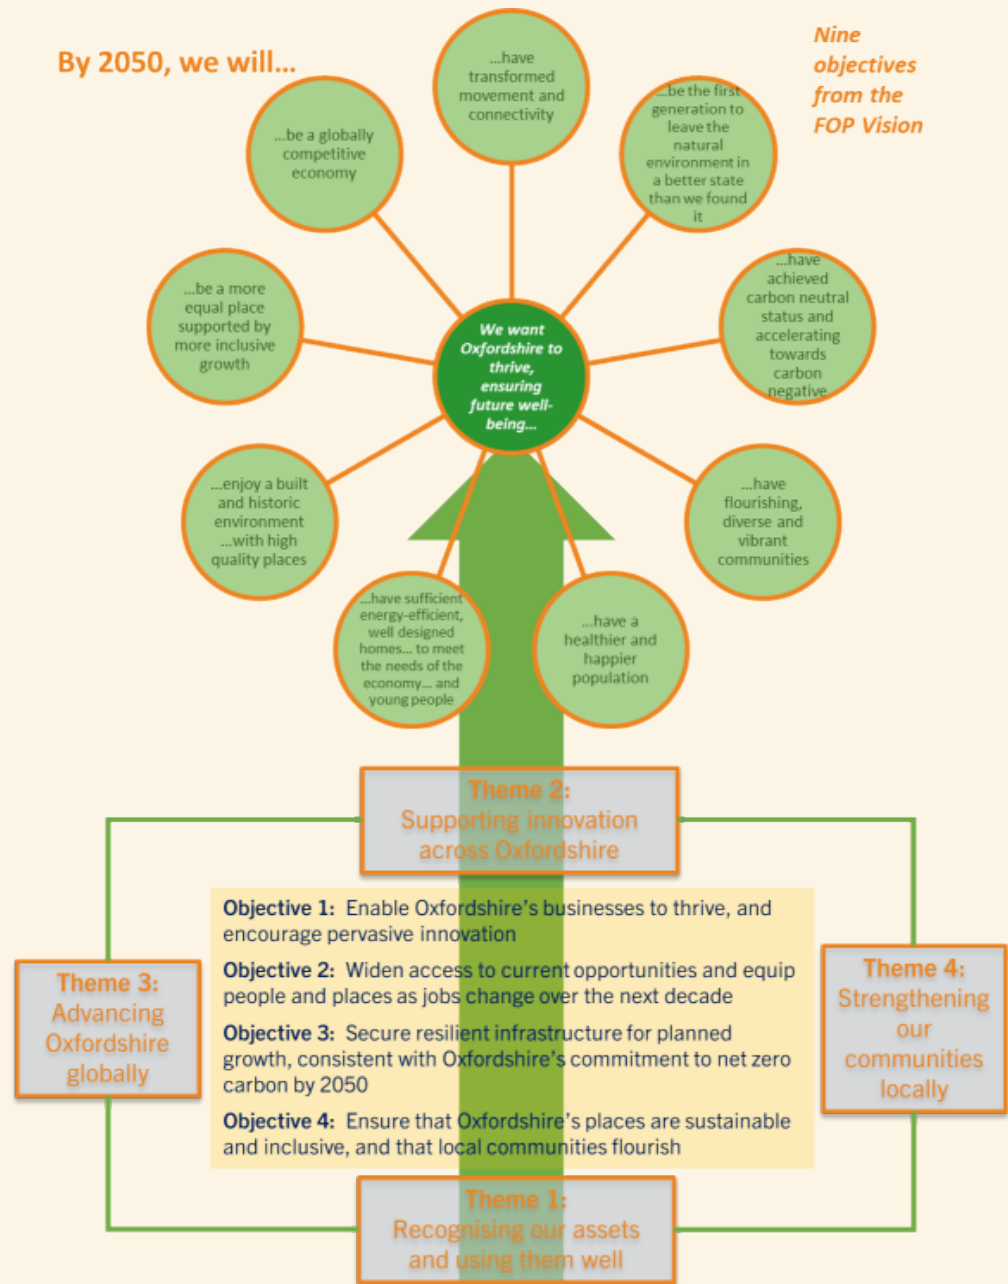 By 2050, we will...
Nine
objectives
from the
FOP Vision
...have
transformed
movement and
connectivity
...be the first
generation to
leave the
natural
environment in
a better state
than we found
it
...have
achieved
carbon neutral
status and
accelerating
towards
carbon
negative
...have
flourishing,
diverse and
vibrant
communities
...have a
healthier and
happier
population
...have sufficient
energy-efficient,
well designed
homes... to meet
the needs of the
economy... and
young people
...enjoy a built
and historic
environment
...with high
quality places
...be a more
equal place
supported by
more inclusive
growth
...be a globally
competitive
economy
We want
Oxfordshire to
thrive,
ensuring
future well-
being...
Theme 2:
Supporting innovation
across Oxfordshire
Objective 1: Enable Oxfordshire's businesses to thrive, and
encourage pervasive innovation
Objective 2: Widen access to current opportunities and equip
people and places as jobs change over the next decade
Objective 3: Secure resilient infrastructure for planned
growth, consistent with Oxfordshire's commitment to net zero
carbon by 2050
Objective 4: Ensure that Oxfordshire's places are sustainable
and inclusive, and that local communities flourish
Theme 3:
Advancing
Oxfordshire
globally
Theme 4:
Strengthening
our
communities
locally
Theme 1:
Recognising our assets
and using them well